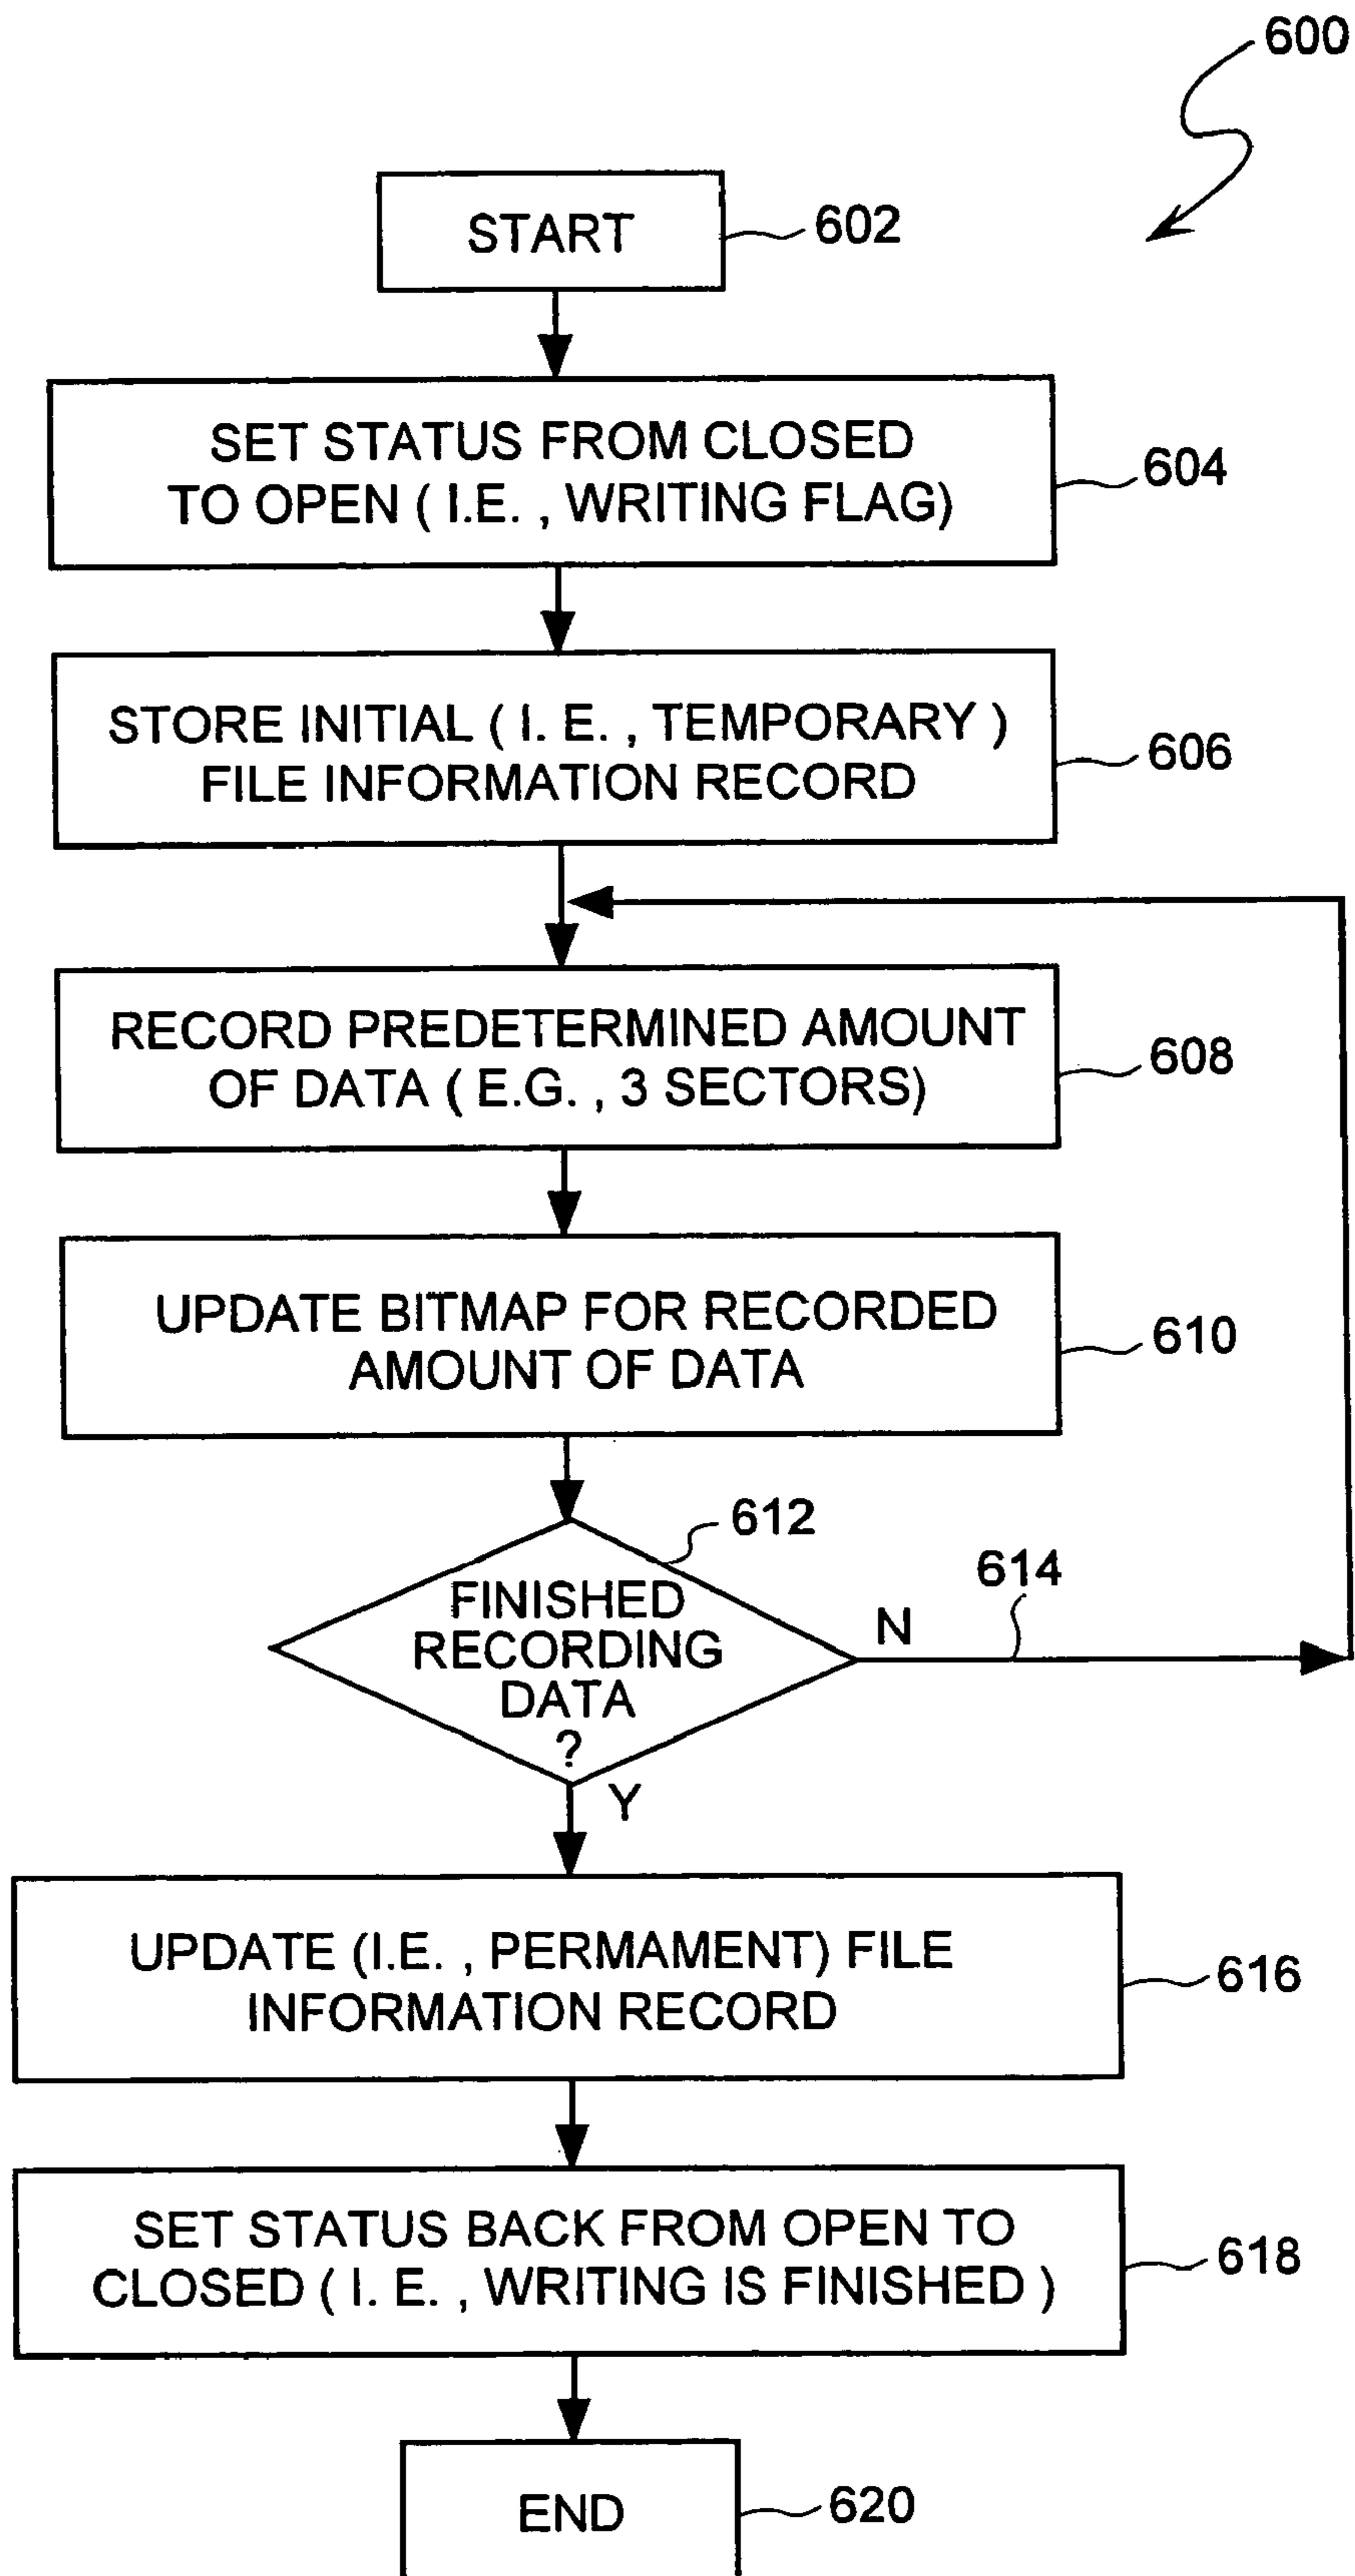 600
START
602
SET STATUS FROM CLOSED
TO OPEN ( I.E. , WRITING FLAG)
604
STORE INITIAL ( I. E. , TEMPORARY )
FILE INFORMATION RECORD
606
RECORD PREDETERMINED AMOUNT
OF DATA ( E.G. , 3 SECTORS)
608
UPDATE BITMAP FOR RECORDED
AMOUNT OF DATA
610
612
FINISHED
RECORDING
DATA
?
N
614
Y
UPDATE (I.E. , PERMAMENT) FILE
INFORMATION RECORD
616
SET STATUS BACK FROM OPEN TO
CLOSED ( I. E. , WRITING IS FINISHED )
618
END
620